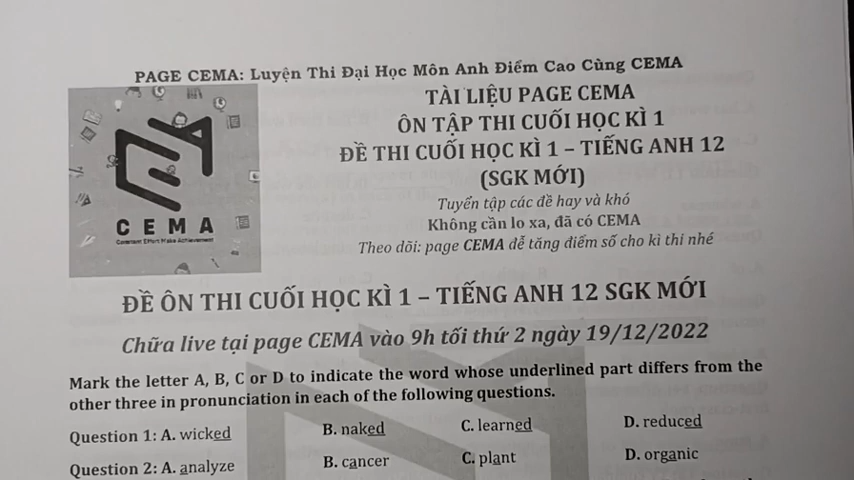 PAGE CEMA: Luyện Thi Đại Học Môn Anh Điểm Cao Cùng CEMA
CEMA
Constant Effort Make Achievement
TÀI LIỆU PAGE CEMA
ÔN TẬP THI CUỐI HỌC KÌ 1
ĐỀ THI CUỐI HỌC KÌ 1 – TIẾNG ANH 12
(SGK MỚI)
Tuyển tập các đề hay và khó
Không cần lo xa, đã có CEMA
Theo dõi: page CEMA để tăng điểm số cho kì thi nhé
ĐỀ ÔN THI CUỐI HỌC KÌ 1 – TIẾNG ANH 12 SGK MỚI
Chữa live tại page CEMA vào 9h tối thứ 2 ngày 19/12/2022
Mark the letter A, B, C or D to indicate the word whose underlined part differs from the
other three in pronunciation in each of the following questions.
Question 1: A. wicked B. naked C. learned D. reduced
Question 2: A. analyze B. cancer C. plant D. organic